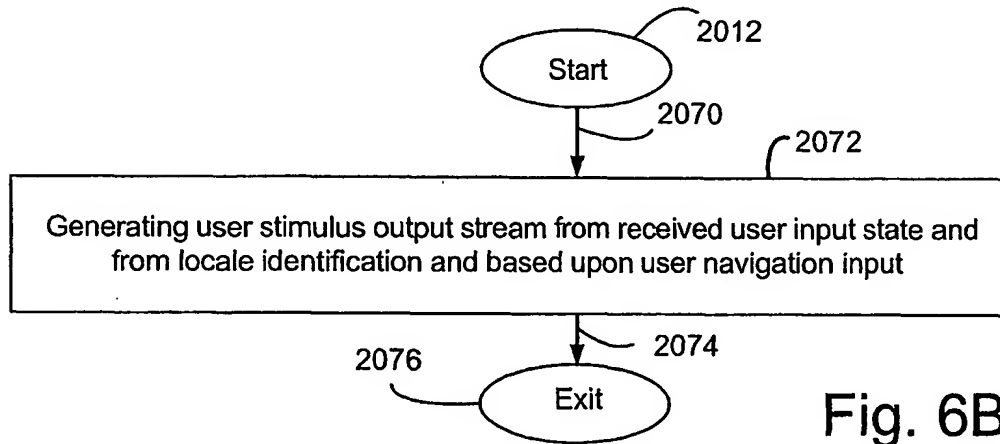 2012
Start
2070
2072
Generating user stimulus output stream from received user input state and
from locale identification and based upon user navigation input
2074
2076
Exit
Fig. 6B